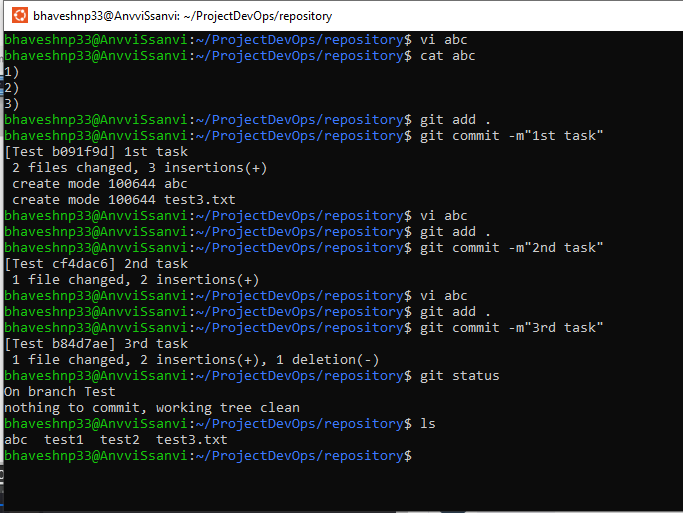 bhaveshnp33@AnvviSsanvi: ~/ProjectDevOps/repository
bhaveshnp33@AnvviSsanvi:~/ProjectDevOps/repository$ vi abc
bhaveshnp33@AnvviSsanvi:~/ProjectDevOps/repository$ cat abc
1)
2)
3)
bhaveshnp33@AnvviSsanvi:~/ProjectDevOps/repository$ git add .
bhaveshnp33@AnvviSsanvi:~/ProjectDevOps/repository$ git commit -m"1st task"
[Test b091f9d] 1st task
 2 files changed, 3 insertions(+)
 create mode 100644 abc
 create mode 100644 test3.txt
bhaveshnp33@AnvviSsanvi:~/ProjectDevOps/repository$ vi abc
bhaveshnp33@AnvviSsanvi:~/ProjectDevOps/repository$ git add .
bhaveshnp33@AnvviSsanvi:~/ProjectDevOps/repository$ git commit -m"2nd task"
[Test cf4dac6] 2nd task
 1 file changed, 2 insertions(+)
bhaveshnp33@AnvviSsanvi:~/ProjectDevOps/repository$ vi abc
bhaveshnp33@AnvviSsanvi:~/ProjectDevOps/repository$ git add .
bhaveshnp33@AnvviSsanvi:~/ProjectDevOps/repository$ git commit -m"3rd task"
[Test b84d7ae] 3rd task
 1 file changed, 2 insertions(+), 1 deletion(-)
bhaveshnp33@AnvviSsanvi:~/ProjectDevOps/repository$ git status
On branch Test
nothing to commit, working tree clean
bhaveshnp33@AnvviSsanvi:~/ProjectDevOps/repository$ ls
abc  test1  test2  test3.txt
bhaveshnp33@AnvviSsanvi:~/ProjectDevOps/repository$